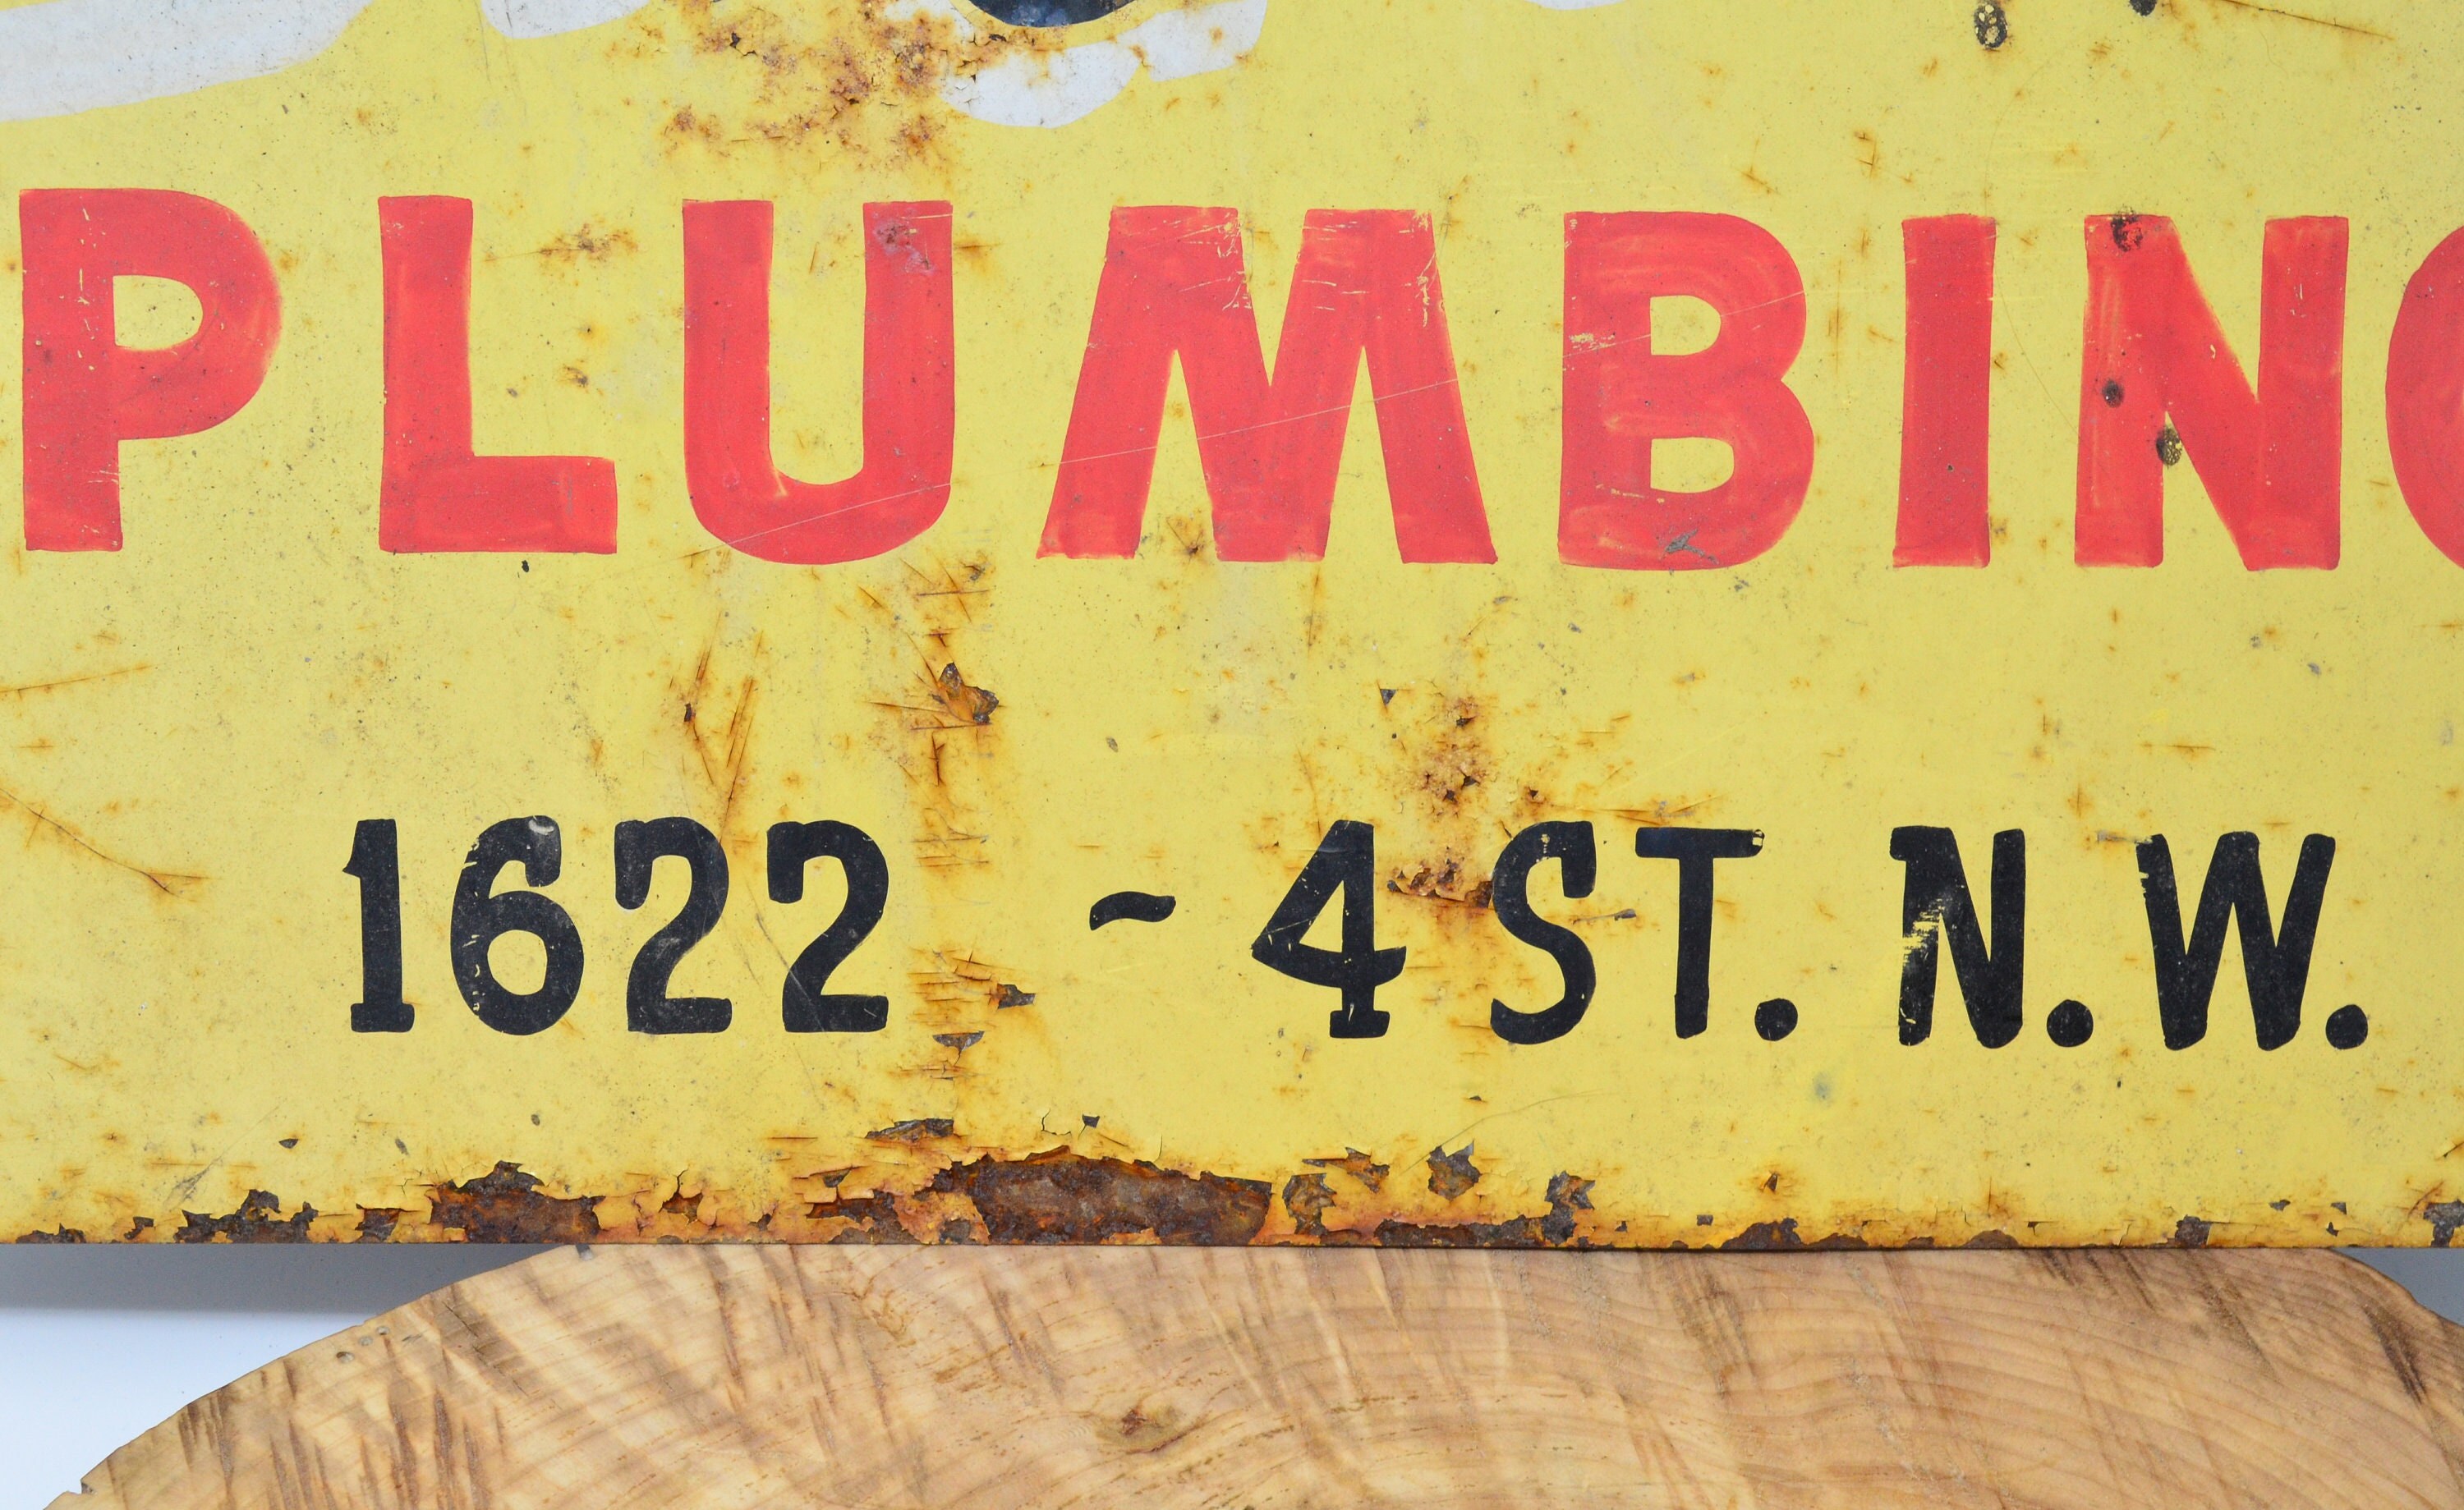 PLUMBING
1622 ~ 4 ST. N.W.